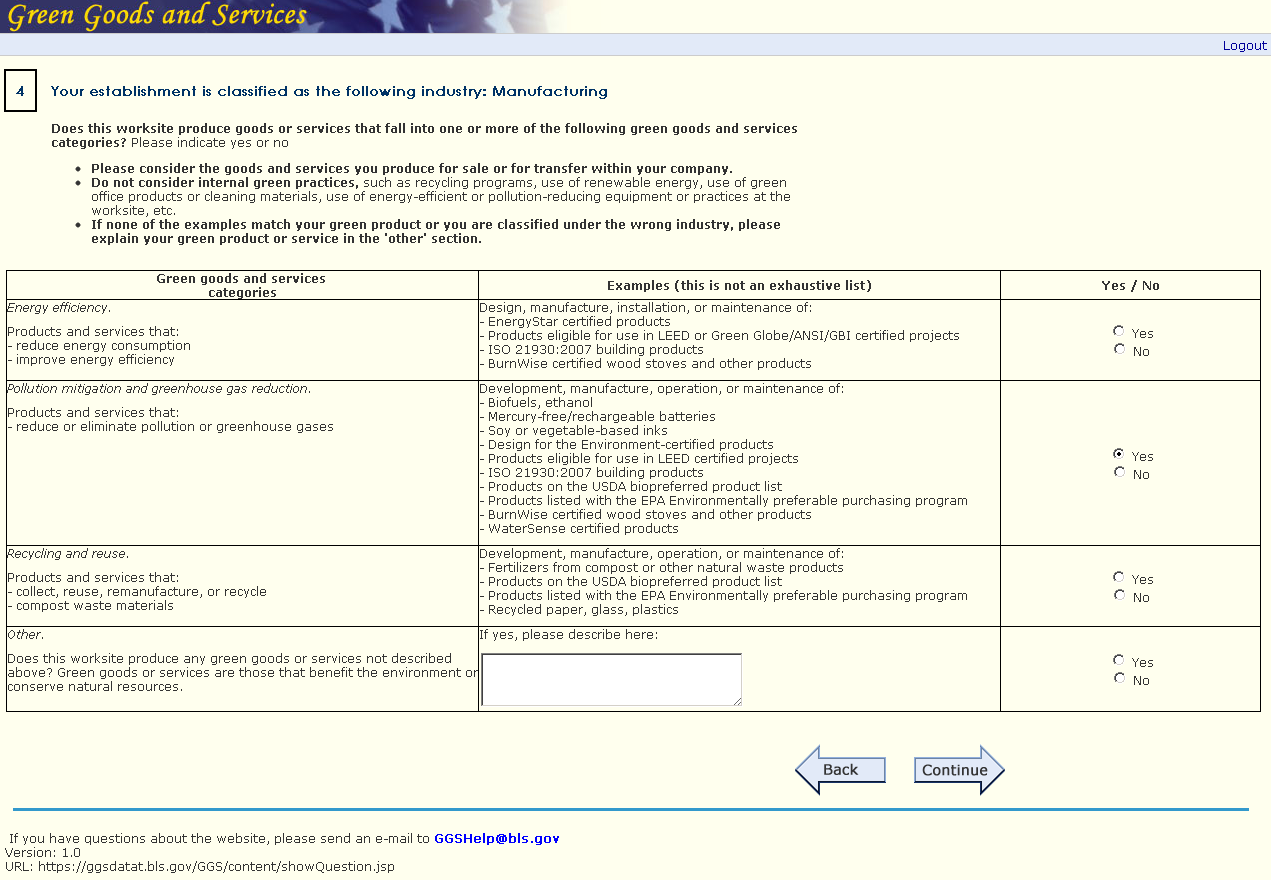 Green Goods and Services
Logout
4
Your establishment is classified as the following industry: Manufacturing
Does this worksite produce goods or services that fall into one or more of the following green goods and services
categories? Please indicate yes or no
• Please consider the goods and services you produce for sale or for transfer within your company.
• Do not consider internal green practices, such as recycling programs, use of renewable energy, use of green
office products or cleaning materials, use of energy-efficient or pollution-reducing equipment or practices at the
worksite, etc.
• If none of the examples match your green product or you are classified under the wrong industry, please
explain your green product or service in the 'other' section.
Green goods and services
categories
Examples (this is not an exhaustive list)
Yes / No
Energy efficiency.
Products and services that:
- reduce energy consumption
- improve energy efficiency
Design, manufacture, installation, or maintenance of:
- EnergyStar certified products
- Products eligible for use in LEED or Green Globe/ANSI/GBI certified projects
- ISO 21930:2007 building products
- BurnWise certified wood stoves and other products
Yes
No
Pollution mitigation and greenhouse gas reduction.
Products and services that:
- reduce or eliminate pollution or greenhouse gases
Development, manufacture, operation, or maintenance of:
- Biofuels, ethanol
- Mercury-free/rechargeable batteries
- Soy or vegetable-based inks
- Design for the Environment-certified products
- Products eligible for use in LEED certified projects
- ISO 21930:2007 building products
- Products on the USDA biopreferred product list
- Products listed with the EPA Environmentally preferable purchasing program
- BurnWise certified wood stoves and other products
- WaterSense certified products
Yes
No
Recycling and reuse.
Products and services that:
- collect, reuse, remanufacture, or recycle
- compost waste materials
Development, manufacture, operation, or maintenance of:
- Fertilizers from compost or other natural waste products
- Products on the USDA biopreferred product list
- Products listed with the EPA Environmentally preferable purchasing program
- Recycled paper, glass, plastics
Yes
No
Other.
Does this worksite produce any green goods or services not described
above? Green goods or services are those that benefit the environment or
conserve natural resources.
If yes, please describe here:
Yes
No
Back
Continue
If you have questions about the website, please send an e-mail to GGSHelp@bls.gov
Version: 1.0
URL: https://ggsdatat.bls.gov/GGS/content/showQuestion.jsp